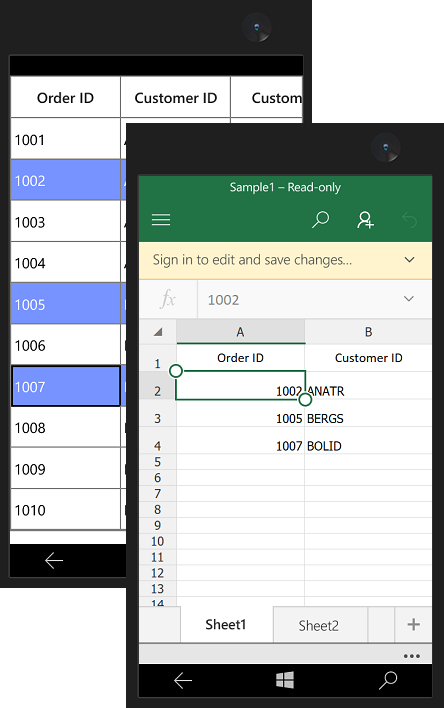 Order ID Customer ID Custom
1001
1002
1003
1004
1005
1006
1007
1008
1009
1010
Sample1 – Read-only
Sign in to edit and save changes...
fx 1002
A B
1 Order ID Customer ID
2 1002 ANATR
3 1005 BERGS
4 1007 BOLID
5
6
7
8
9
10
11
12
13
14
Sheet1 Sheet2 +